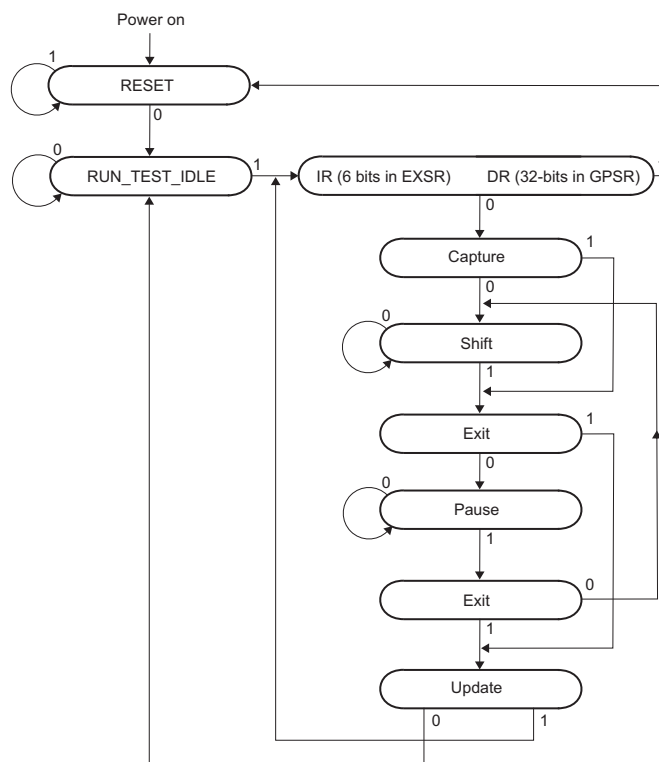 Power on
1
RESET
0
0
RUN_TEST_IDLE
1
IR (6 bits in EXSR) DR (32-bits in GPSR)
0
Capture
1
0
0
Shift
1
Exit
1
0
0
Pause
1
Exit
0
1
Update
0
1